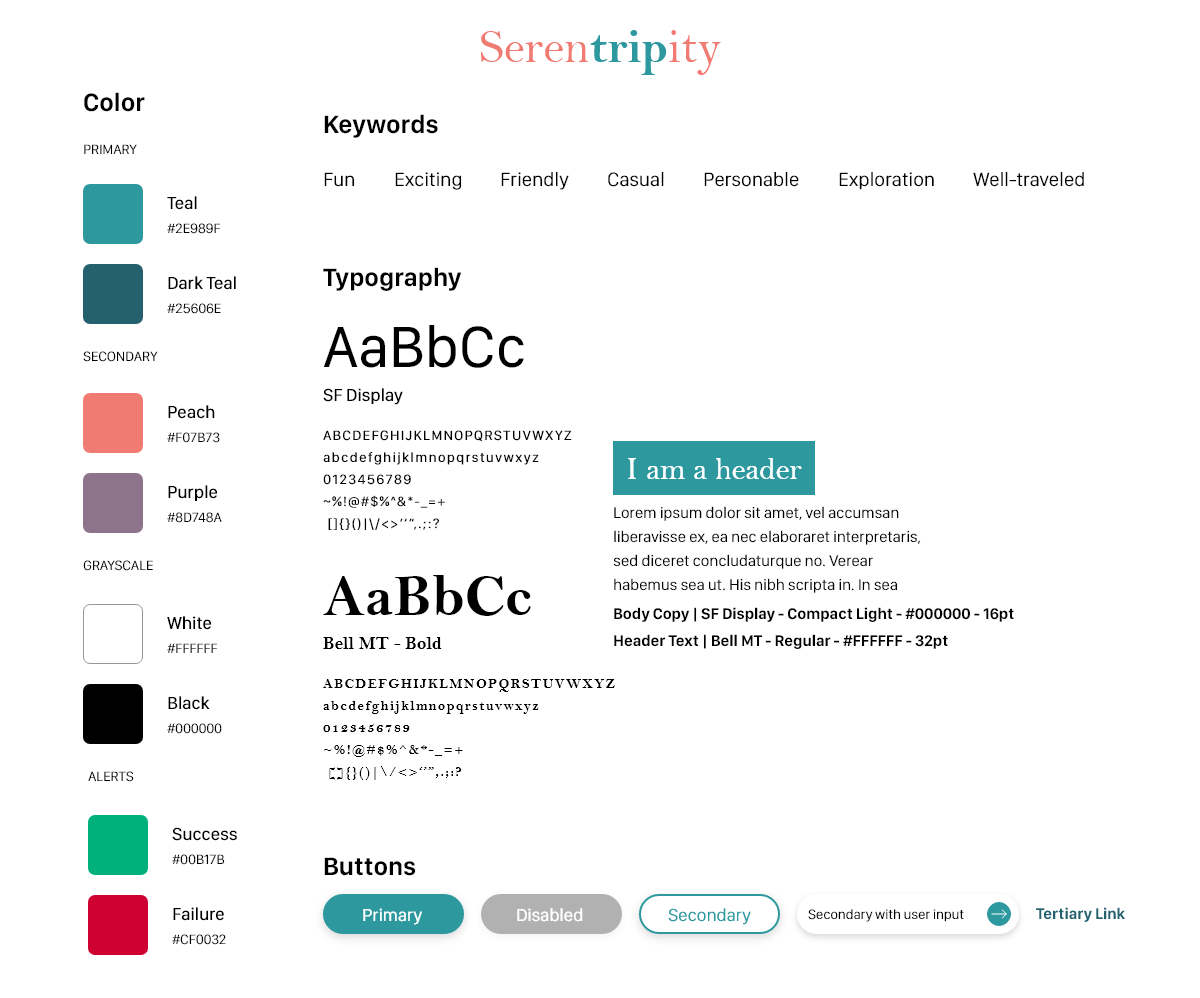 Serentripity
Color
PRIMARY
Teal
#2E989F
Dark Teal
#25606E
SECONDARY
Peach
#F07B73
Purple
#8D748A
GRAYSCALE
White
#FFFFFF
Black
#000000
ALERTS
Success
#00B17B
Failure
#CF0032
Keywords
Fun Exciting Friendly Casual Personable Exploration Well-traveled
Typography
AaBbCc
SF Display
ABCDEFGHIJKLMNOPQRSTUVWXYZ
abcdefghijklmnopqrstuvwxyz
0123456789
~%!@#$%^&*-_=+
[]{}()|\/<>‘’”,.;:?
AaBbCc
Bell MT - Bold
ABCDEFGHIJKLMNOPQRSTUVWXYZ
abcdefghijklmnopqrstuvwxyz
0123456789
~%!@#$%^&*-_=+
[]{}()|\/<>‘’”,.;:?
I am a header
Lorem ipsum dolor sit amet, vel accumsan
liberavisse ex, ea nec elaboraret interpretaris,
sed diceret concludaturque no. Verear
habemus sea ut. His nibh scripta in. In sea
Body Copy | SF Display - Compact Light - #000000 - 16pt
Header Text | Bell MT - Regular - #FFFFFF - 32pt
Buttons
Primary
Disabled
Secondary
Secondary with user input
Tertiary Link